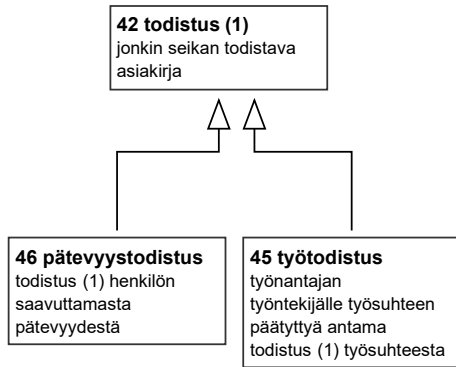 42 todistus (1)
jonkin seikan todistava
asiakirja
46 pätevyystodistus
todistus (1) henkilön
saavuttamasta
pätevyydestä
45 työtodistus
työnantajan
työntekijälle työsuhteen
päätyttyä antama
todistus (1) työsuhteesta